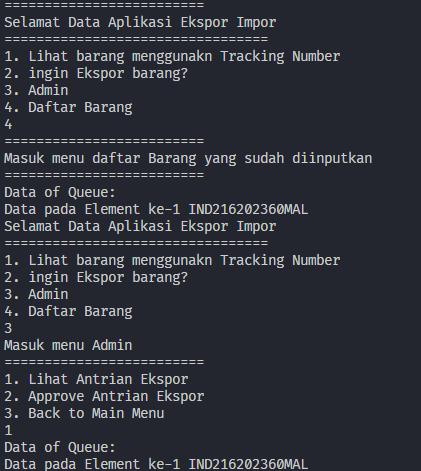 =========================
Selamat Data Aplikasi Ekspor Impor
=================================
1. Lihat barang menggunakn Tracking Number
2. ingin Ekspor barang?
3. Admin
4. Daftar Barang
4
=========================
Masuk menu daftar Barang yang sudah diinputkan
=========================
Data of Queue:
Data pada Element ke-1 IND216202360MAL
Selamat Data Aplikasi Ekspor Impor
=================================
1. Lihat barang menggunakn Tracking Number
2. ingin Ekspor barang?
3. Admin
4. Daftar Barang
3
Masuk menu Admin
=========================
1. Lihat Antrian Ekspor
2. Approve Antrian Ekspor
3. Back to Main Menu
1
Data of Queue:
Data pada Element ke-1 IND216202360MAL